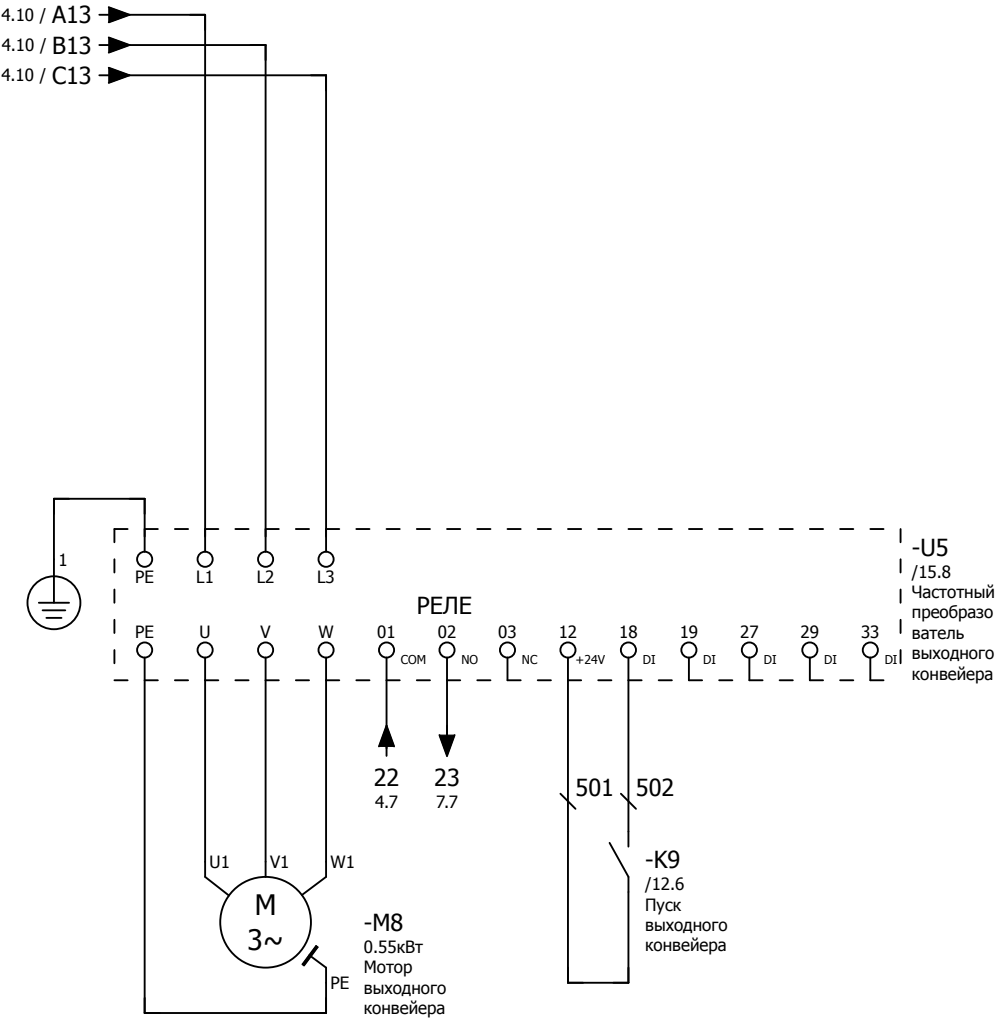 4.10 / A13
4.10 / B13
4.10 / C13
1
PE L1 L2 L3
-U5
/15.8
Частотный
преобразо
ватель
выходного
конвейера
РЕЛЕ
PE U V W 01 02 03 12 18 19 27 29 33
COM NO NC +24V DI DI DI DI DI
22 23
4.7 7.7
501 502
U1 V1 W1
-K9
/12.6
Пуск
выходного
конвейера
M
3~
PE
-M8
0.55кВт
Мотор
выходного
конвейера